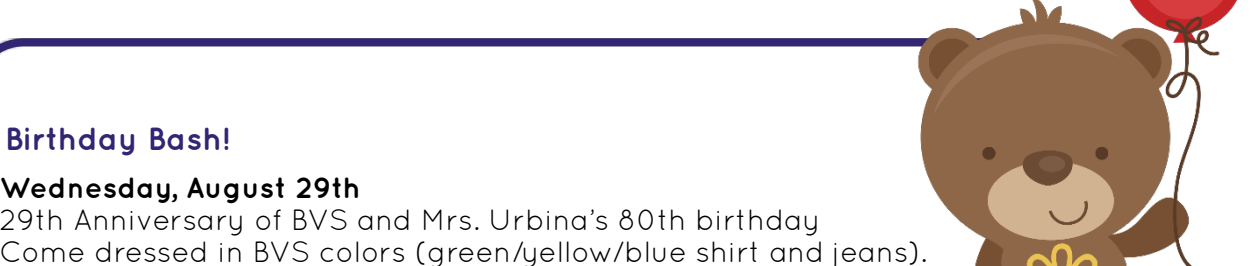 Birthday Bash!
Wednesday, August 29th
29th Anniversary of BVS and Mrs. Urbina's 80th birthday
Come dressed in BVS colors (green/yellow/blue shirt and jeans).